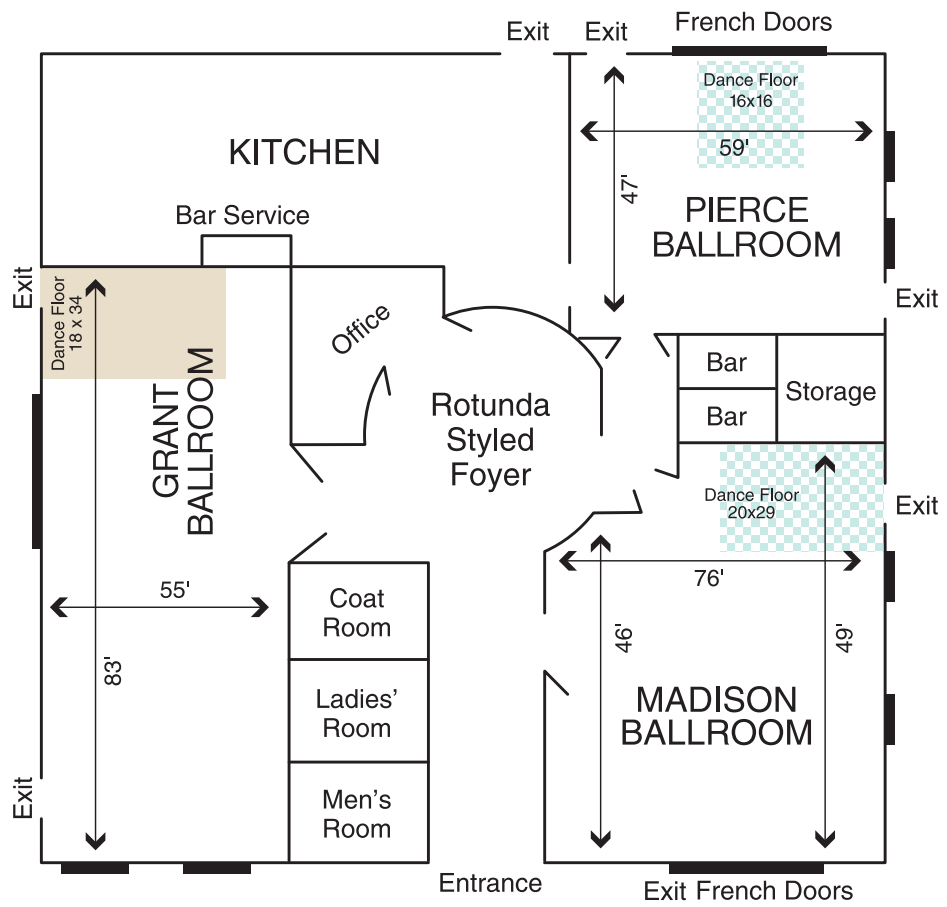 French Doors
Exit
Exit
Dance Floor
16x16
59'
47'
KITCHEN
PIERCE
BALLROOM
Bar Service
Exit
Exit
Dance Floor
18 x 34
Office
Bar
Bar
Storage
Rotunda
Styled
Foyer
GRANT
BALLROOM
Dance Floor
20x29
Exit
76'
55'
83'
46'
49'
Coat
Room
Ladies'
Room
MADISON
BALLROOM
Men's
Room
Exit
Entrance
Exit French Doors